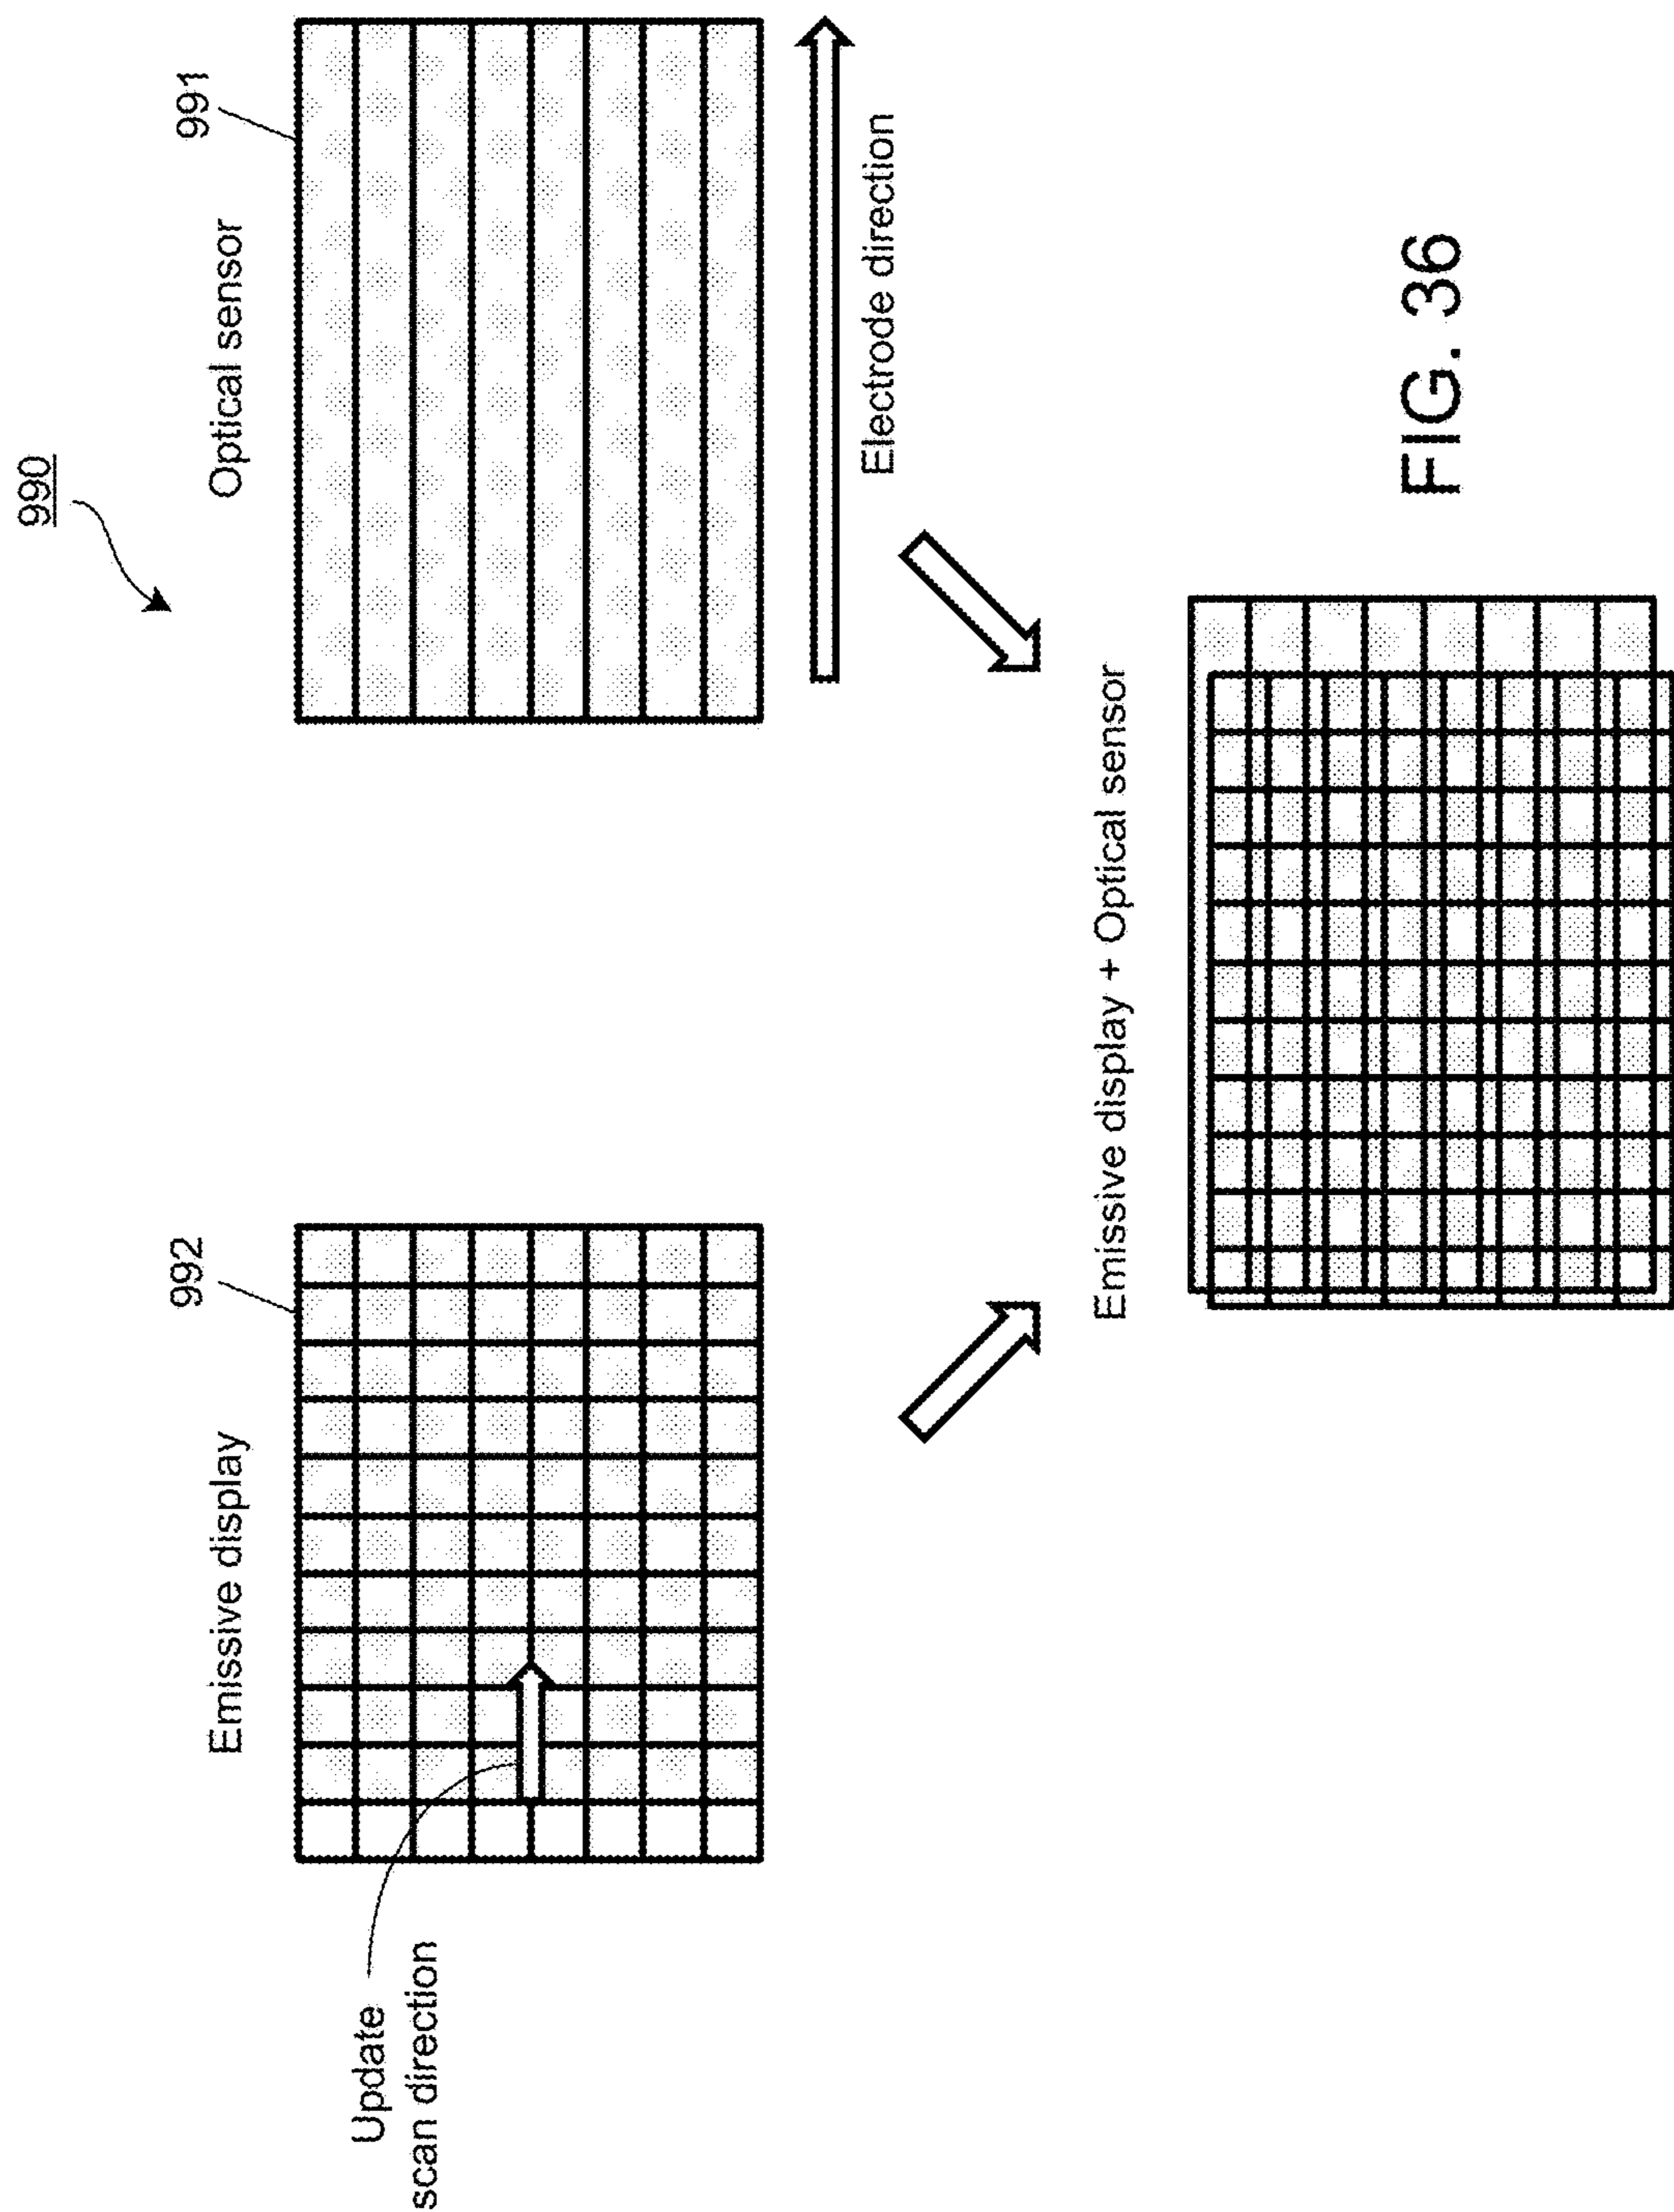 990
Emissive display
Optical sensor
992
991
Update
scan direction
Electrode direction
Emissive display + Optical sensor
FIG. 36